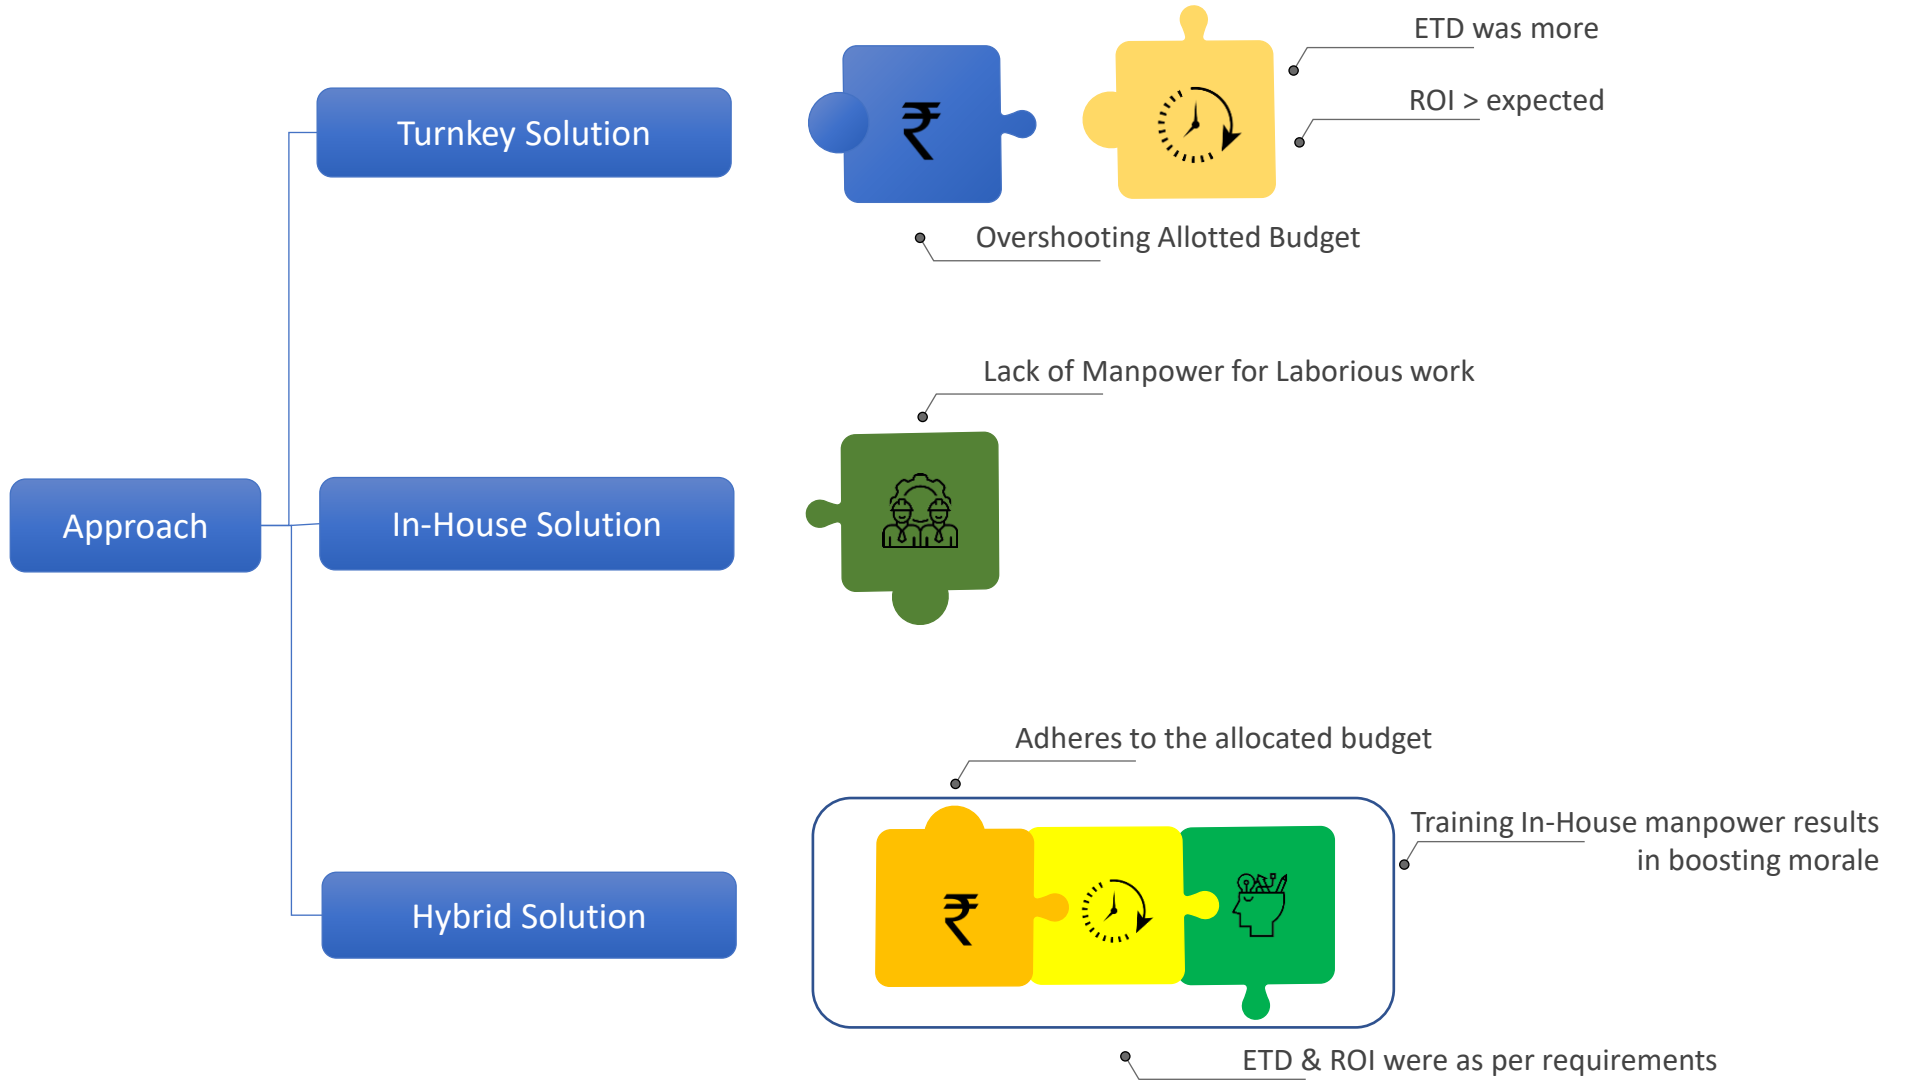 Approach
Turnkey Solution
₹
ETD was more
ROI > expected
Overshooting Allotted Budget
In-House Solution
Lack of Manpower for Laborious work
Hybrid Solution
Adheres to the allocated budget
₹
Training In-House manpower results
in boosting morale
ETD & ROI were as per requirements